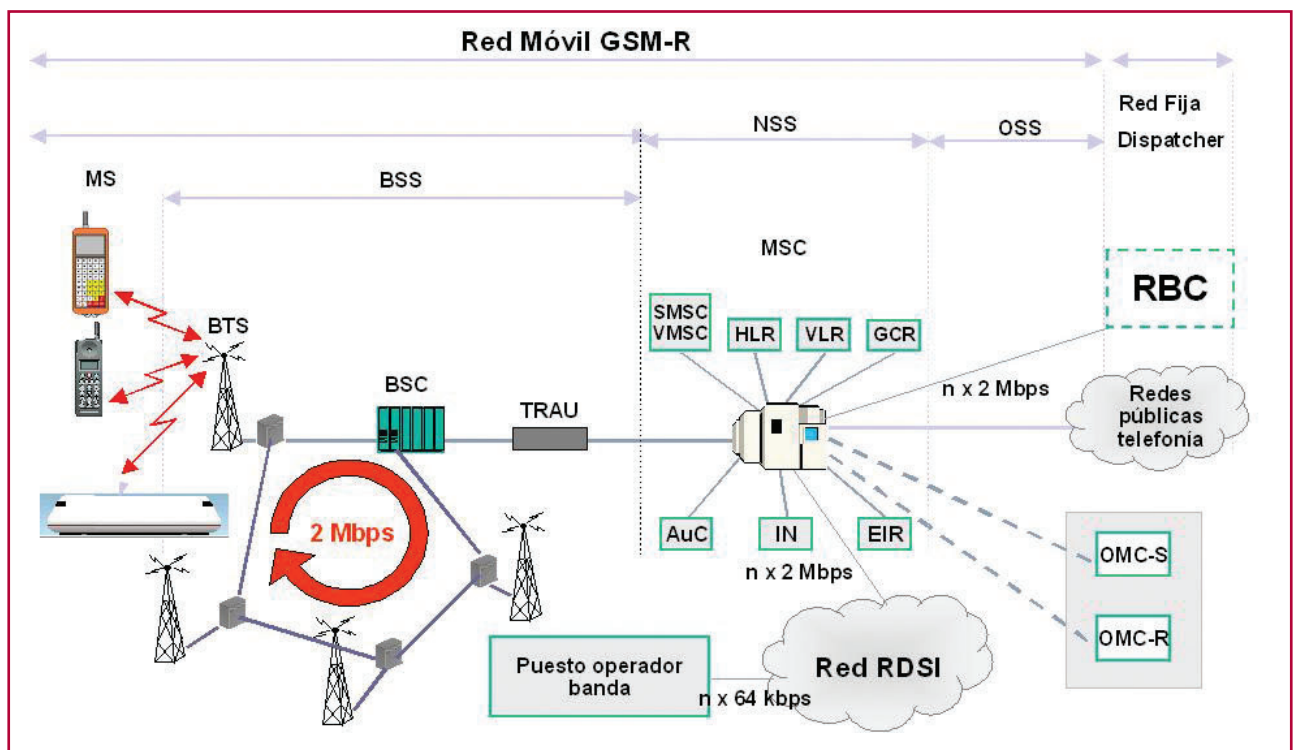 Red Móvil GSM-R
Red Fija
Dispatcher
NSS
OSS
MS
BSS
MSC
RBC
SMSC
VMSC
HLR
VLR
GCR
BTS
BSC
TRAU
n x 2 Mbps
Redes
públicas
telefonía
2 Mbps
AuC
IN
EIR
OMC-S
n x 2 Mbps
OMC-R
Puesto operador
banda
Red RDSI
n x 64 kbps